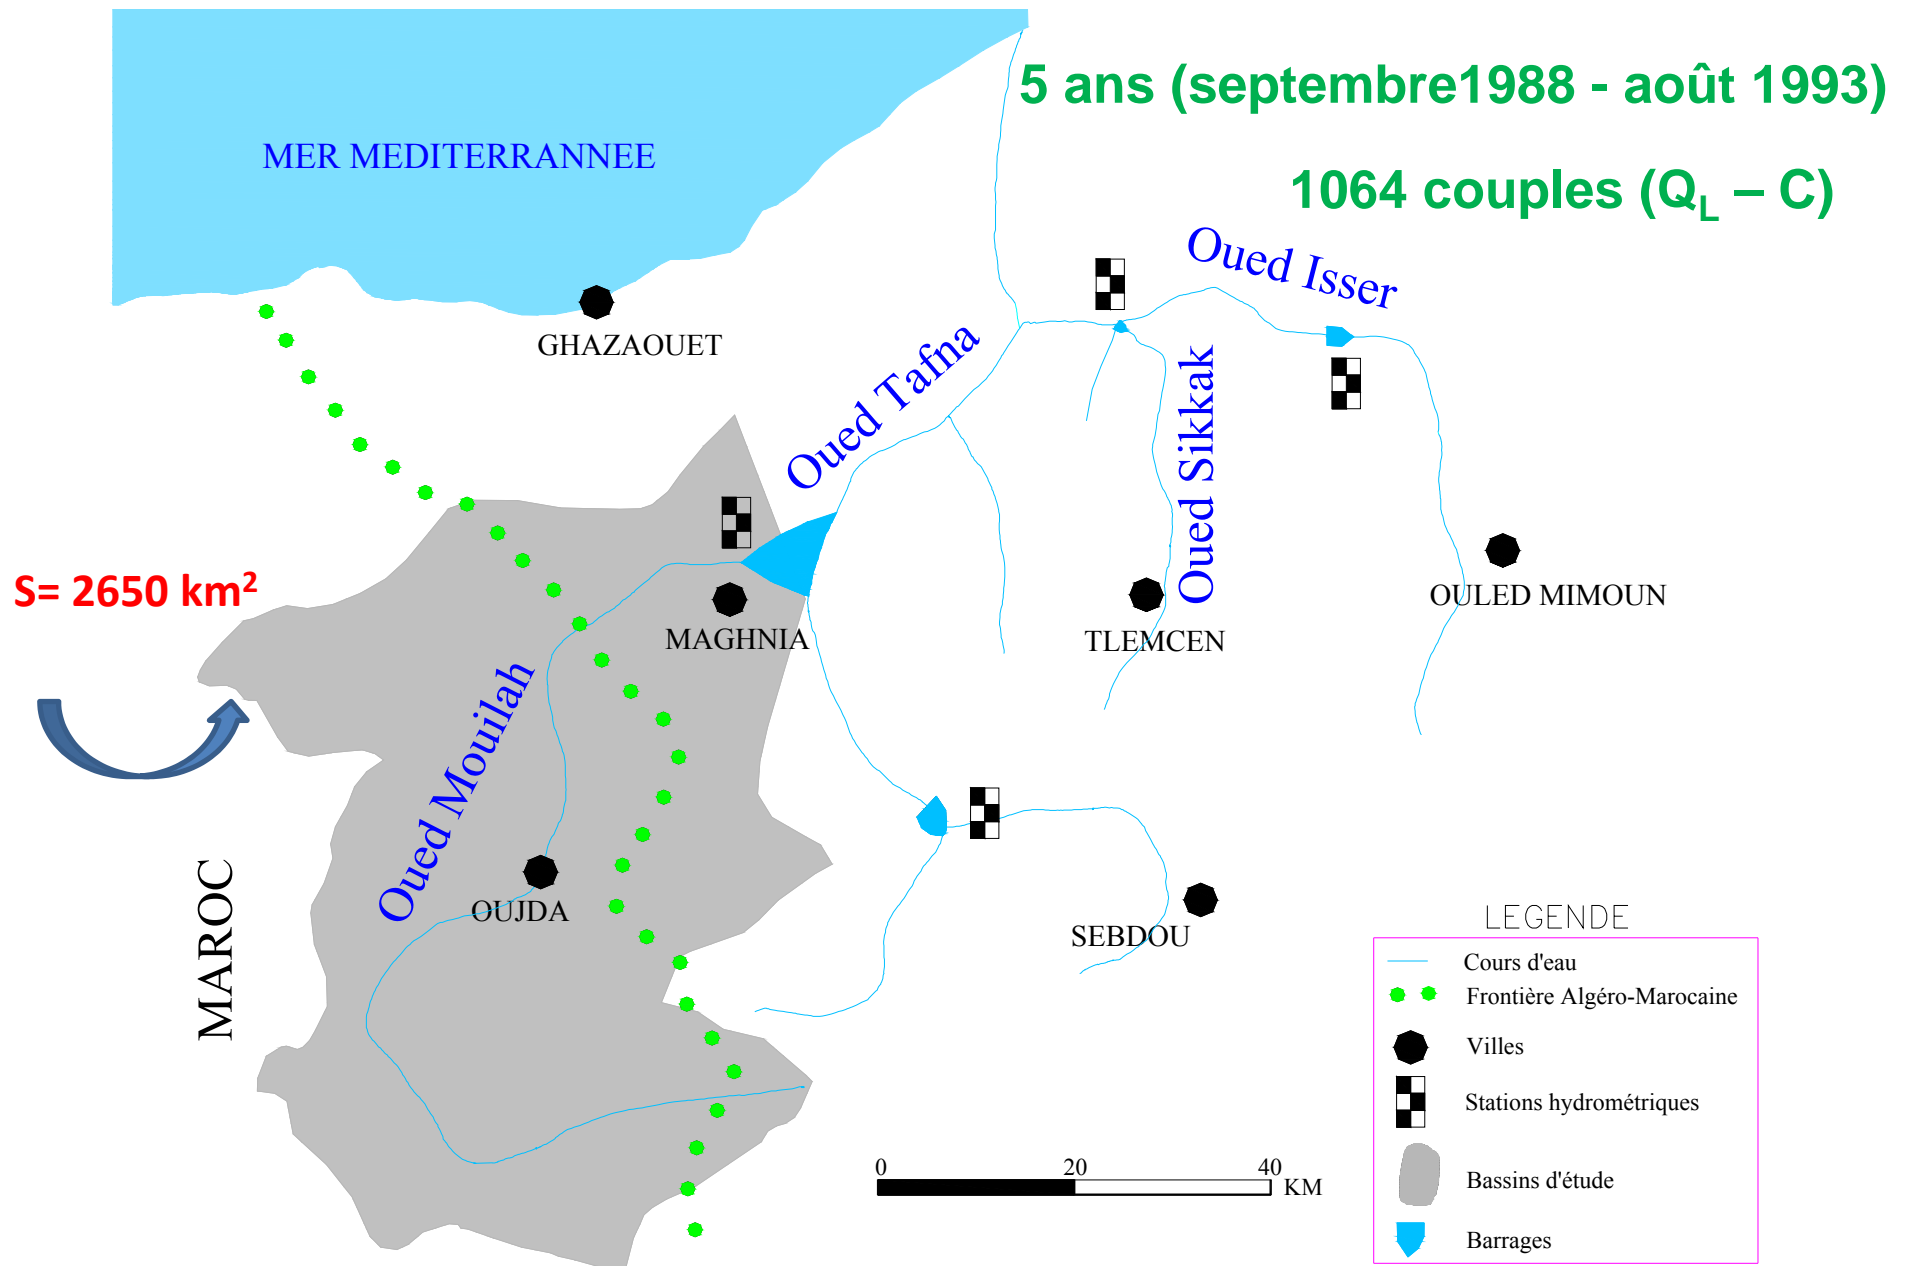 5 ans (septembre1988 - août 1993)
MER MEDITERRANNEE
1064 couples (QL – C)
Oued Isser
GHAZAOUET
Oued Tafna
Oued Sikkak
S= 2650 km²
OULED MIMOUN
MAGHNIA
TLEMCEN
Oued Mouilah
MAROC
OUJDA
SEBDOU
LEGENDE
Cours d'eau
Frontière Algéro-Marocaine
Villes
Stations hydrométriques
Bassins d'étude
Barrages
0 20 40
KM